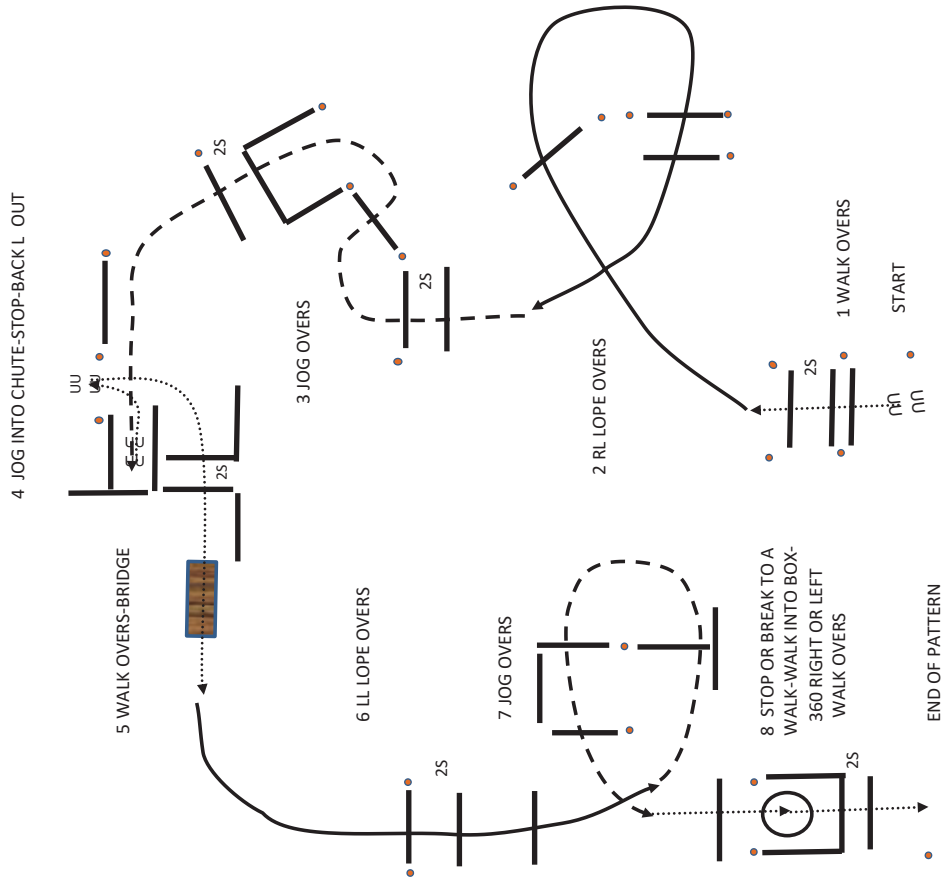 START
1 WALK OVERS
2S
2 RL LOPE OVERS
3 JOG OVERS
2S
2S
4 JOG INTO CHUTE-STOP-BACK L OUT
5 WALK OVERS-BRIDGE
2S
6 LL LOPE OVERS
2S
7 JOG OVERS
8 STOP OR BREAK TO A
WALK-WALK INTO BOX-
360 RIGHT OR LEFT
WALK OVERS
2S
END OF PATTERN